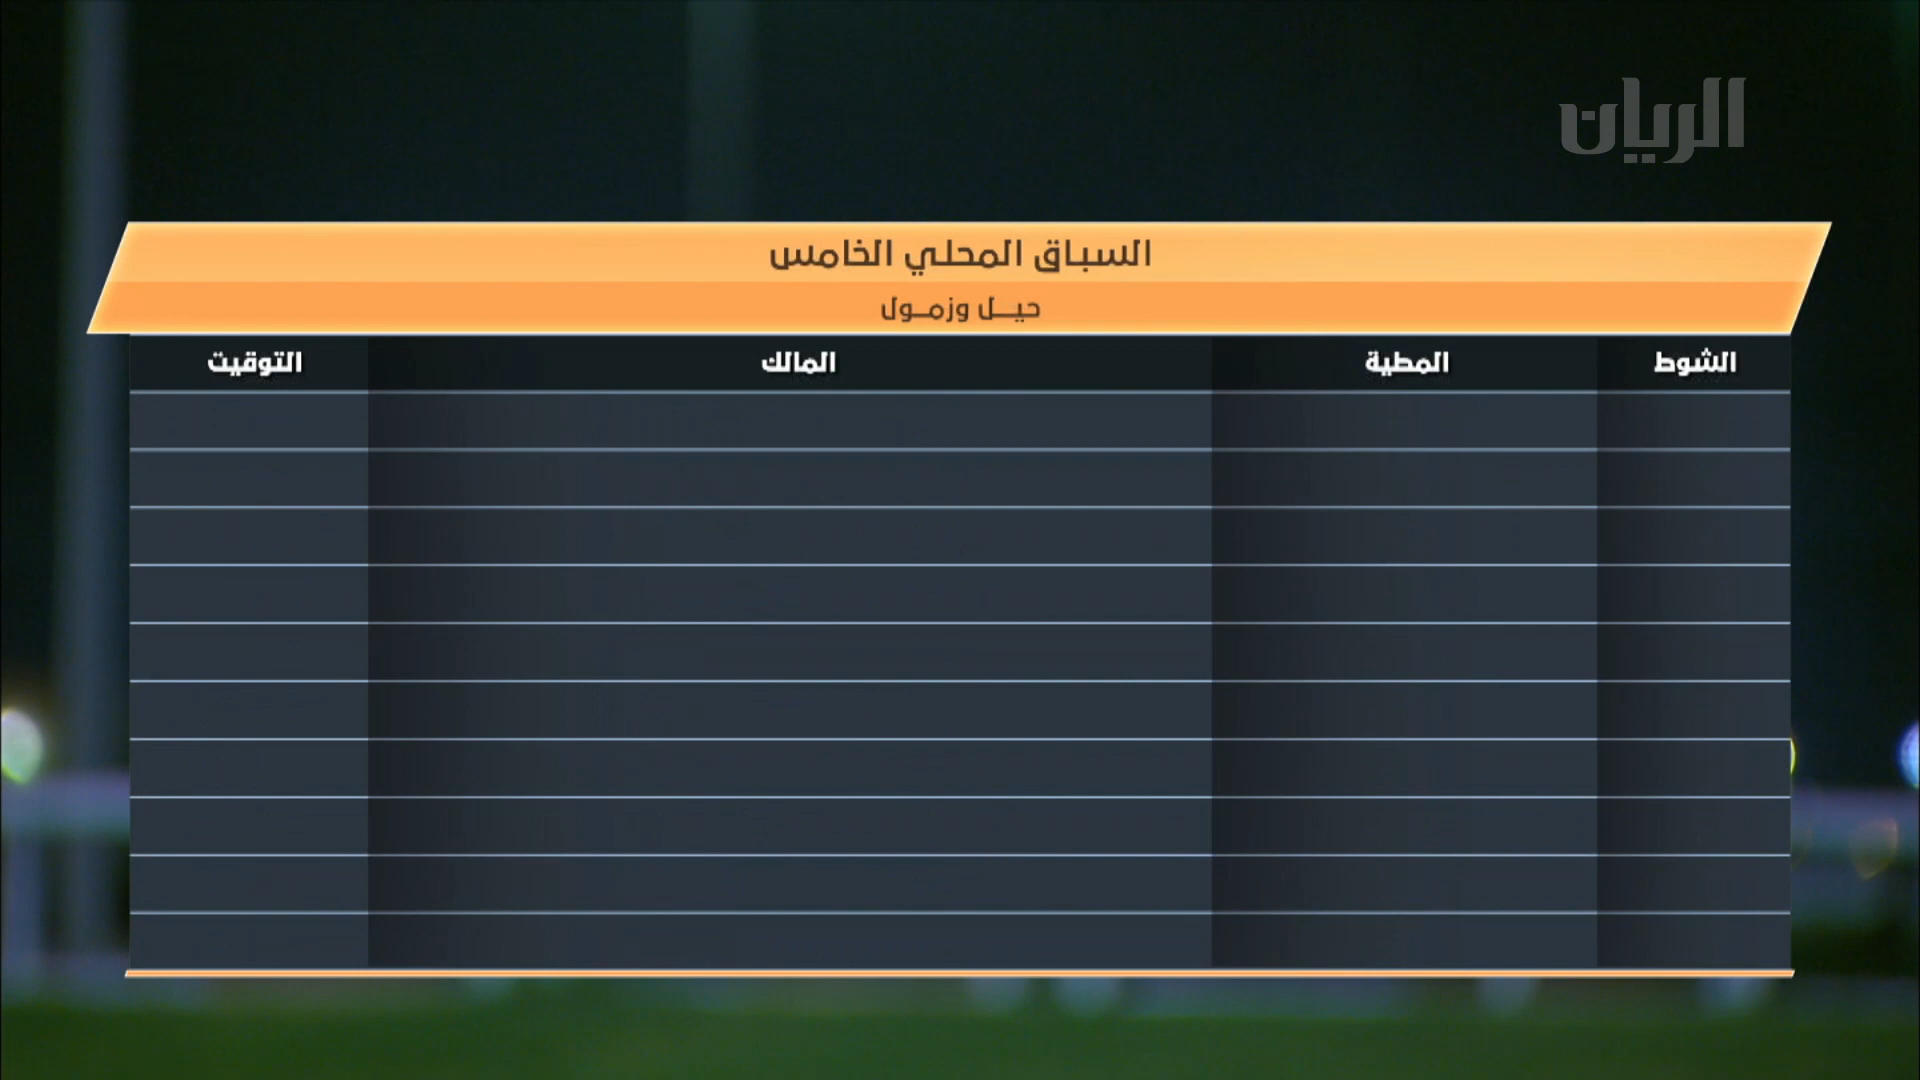 الريان
السباق المحلي الخامس
حيــل وزمــول
الشوط المطية المالك التوقيت